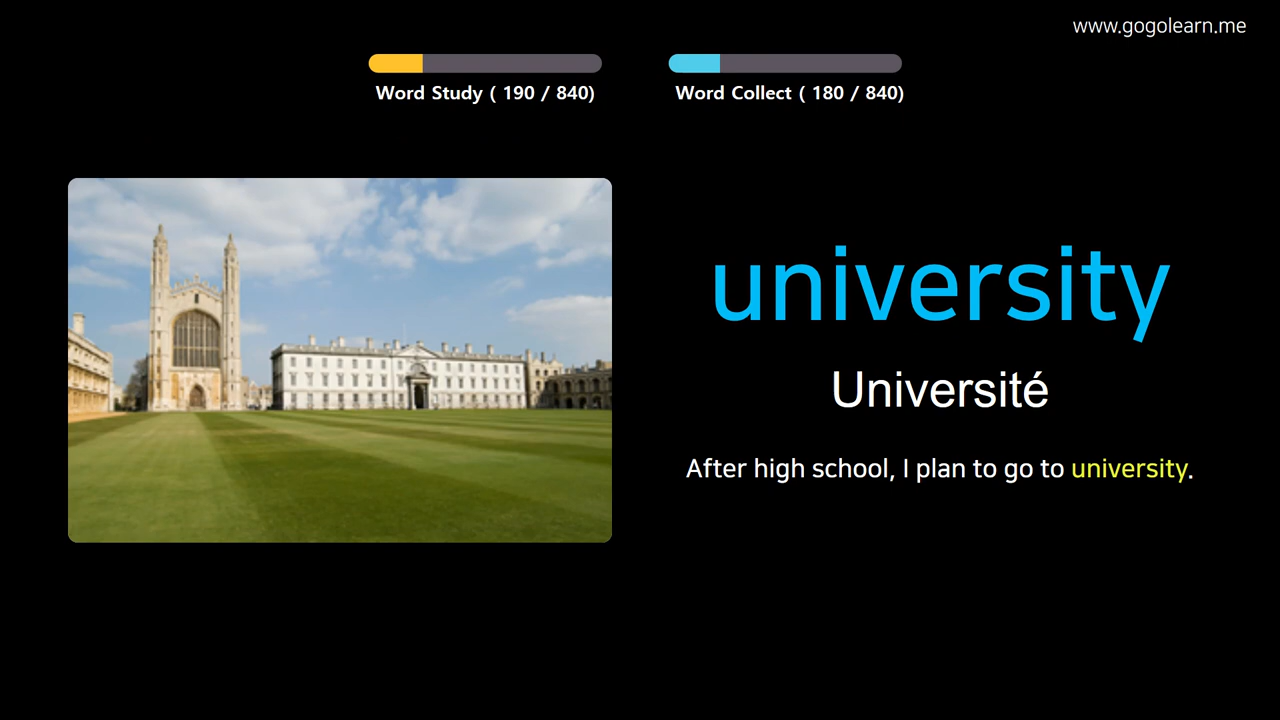 www.gogolearn.me
Word Study ( 190 / 840)
Word Collect ( 180 / 840)
university
Université
After high school, I plan to go to university.